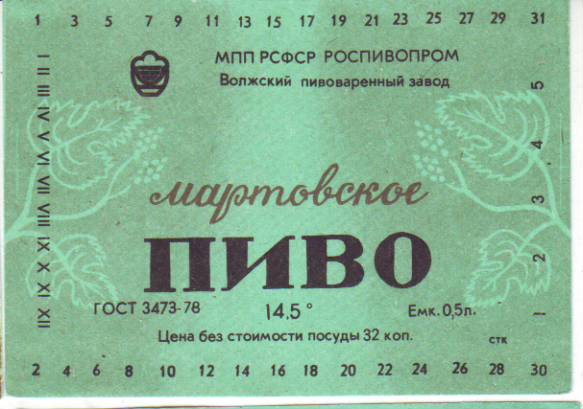 1 3 5 7 9 11 13 15 17 19 21 23 25 27 29 31
МПП РСФСР РОСПИВОПРОМ
Волжский пивоваренный завод
I II III IV V VI VII VIII IX X XI XII
5 4 3 2 1
мартовское
ПИВО
ГОСТ 3473-78 14.5° Емк. 0,5л.
Цена без стоимости посуды 32 коп. стк
2 4 6 8 10 12 11 14 16 18 20 26 24 22 28 30